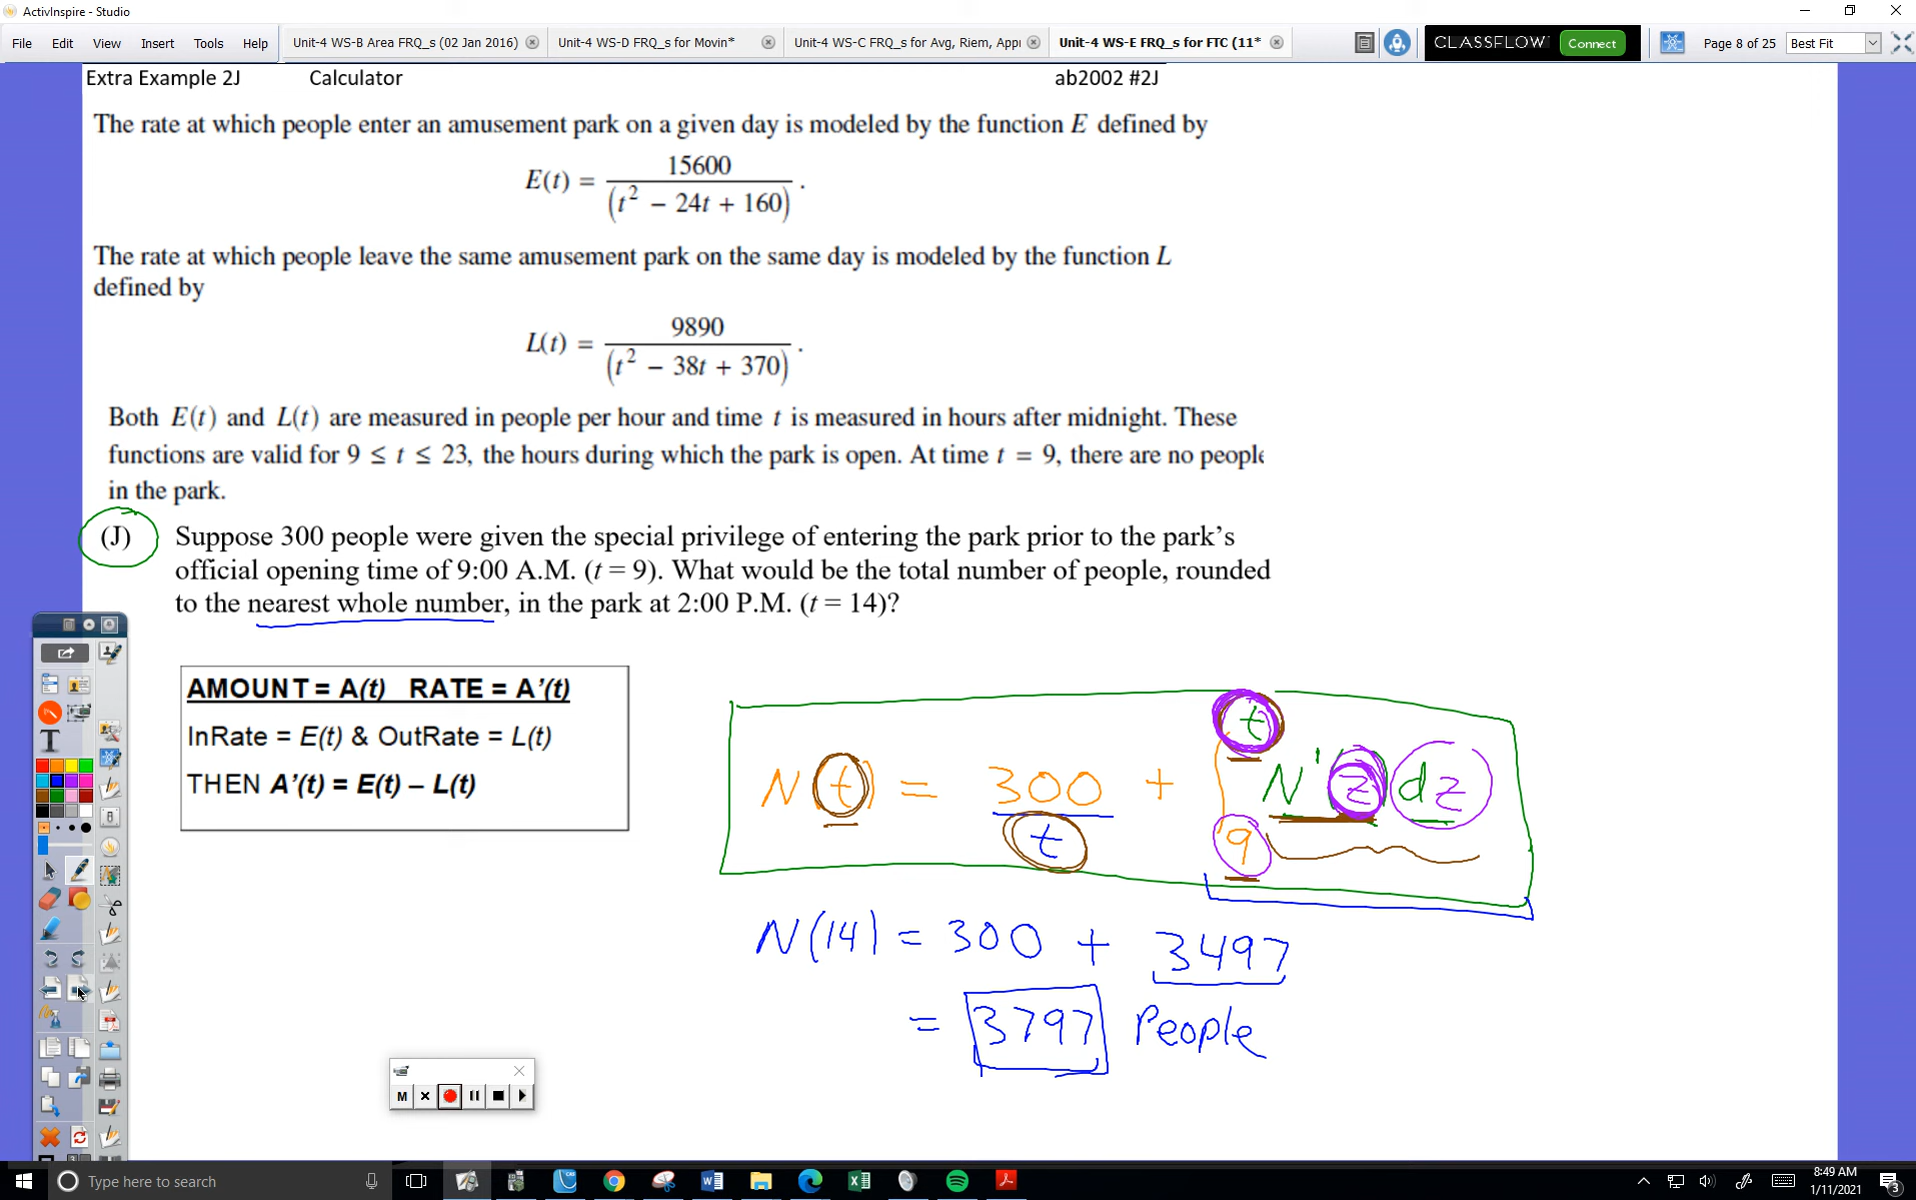 ActivInspire - Studio
File Edit View Insert Tools Help
Unit-4 WS-B Area FRQ_s (02 Jan 2016)
Unit-4 WS-D FRQ_s for Movin*
Unit-4 WS-C FRQ_s for Avg, Riem, Appr
Unit-4 WS-E FRQ_s for FTC (11*
CLASSFLOW Connect
Page 8 of 25 Best Fit
Extra Example 2J Calculator ab2002 #2J
The rate at which people enter an amusement park on a given day is modeled by the function E defined by
E(t) = 15600 / (t² − 24t + 160).
The rate at which people leave the same amusement park on the same day is modeled by the function L
defined by
L(t) = 9890 / (t² − 38t + 370).
Both E(t) and L(t) are measured in people per hour and time t is measured in hours after midnight. These
functions are valid for 9 ≤ t ≤ 23, the hours during which the park is open. At time t = 9, there are no people
in the park.
(J) Suppose 300 people were given the special privilege of entering the park prior to the park's
official opening time of 9:00 A.M. (t = 9). What would be the total number of people, rounded
to the nearest whole number, in the park at 2:00 P.M. (t = 14)?
AMOUNT = A(t) RATE = A'(t)
InRate = E(t) & OutRate = L(t)
THEN A'(t) = E(t) – L(t)
N(t) = 300 + ∫₉ᵗ N'(z) dz
t
N(14) = 300 + 3497
= 3797 People
M
T
Type here to search
8:49 AM
1/11/2021
3